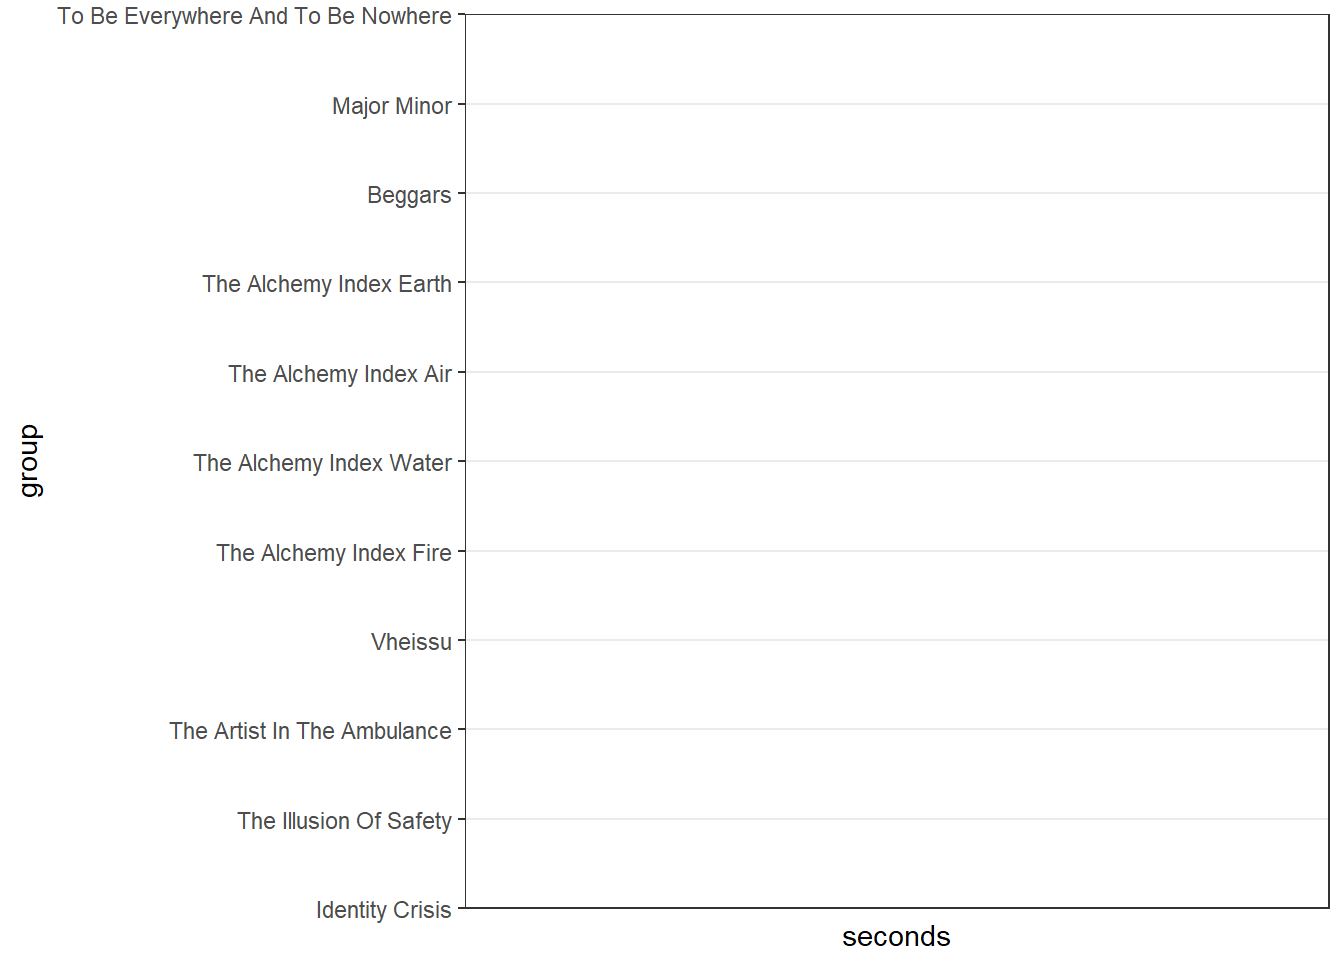 To Be Everywhere And To Be Nowhere
Major Minor
Beggars
The Alchemy Index Earth
The Alchemy Index Air
The Alchemy Index Water
The Alchemy Index Fire
Vheissu
The Artist In The Ambulance
The Illusion Of Safety
Identity Crisis
group
seconds